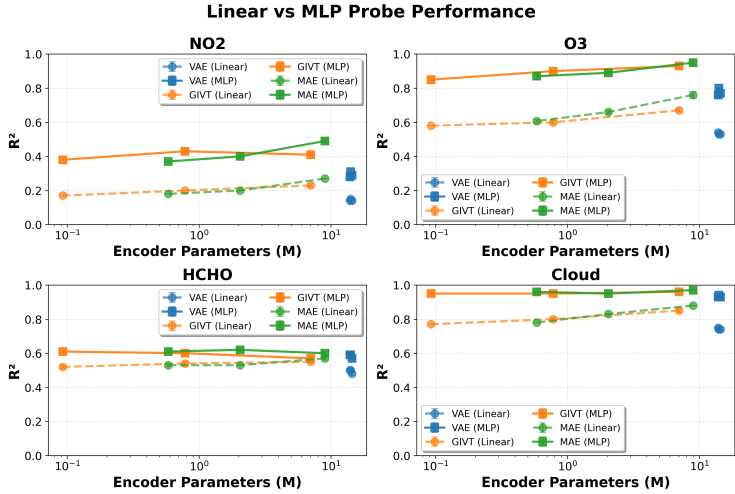 Linear vs MLP Probe Performance
NO2
O3
R²
1.0
0.8
0.6
0.4
0.2
0.0
VAE (Linear)
VAE (MLP)
GIVT (Linear)
GIVT (MLP)
MAE (Linear)
MAE (MLP)
10⁻¹ 10⁰ 10¹
Encoder Parameters (M)
R²
1.0
0.8
0.6
0.4
0.2
0.0
VAE (Linear)
VAE (MLP)
GIVT (Linear)
GIVT (MLP)
MAE (Linear)
MAE (MLP)
10⁻¹ 10⁰ 10¹
Encoder Parameters (M)
HCHO
Cloud
R²
1.0
0.8
0.6
0.4
0.2
0.0
VAE (Linear)
VAE (MLP)
GIVT (Linear)
GIVT (MLP)
MAE (Linear)
MAE (MLP)
10⁻¹ 10⁰ 10¹
Encoder Parameters (M)
R²
1.0
0.8
0.6
0.4
0.2
0.0
VAE (Linear)
VAE (MLP)
GIVT (Linear)
GIVT (MLP)
MAE (Linear)
MAE (MLP)
10⁻¹ 10⁰ 10¹
Encoder Parameters (M)